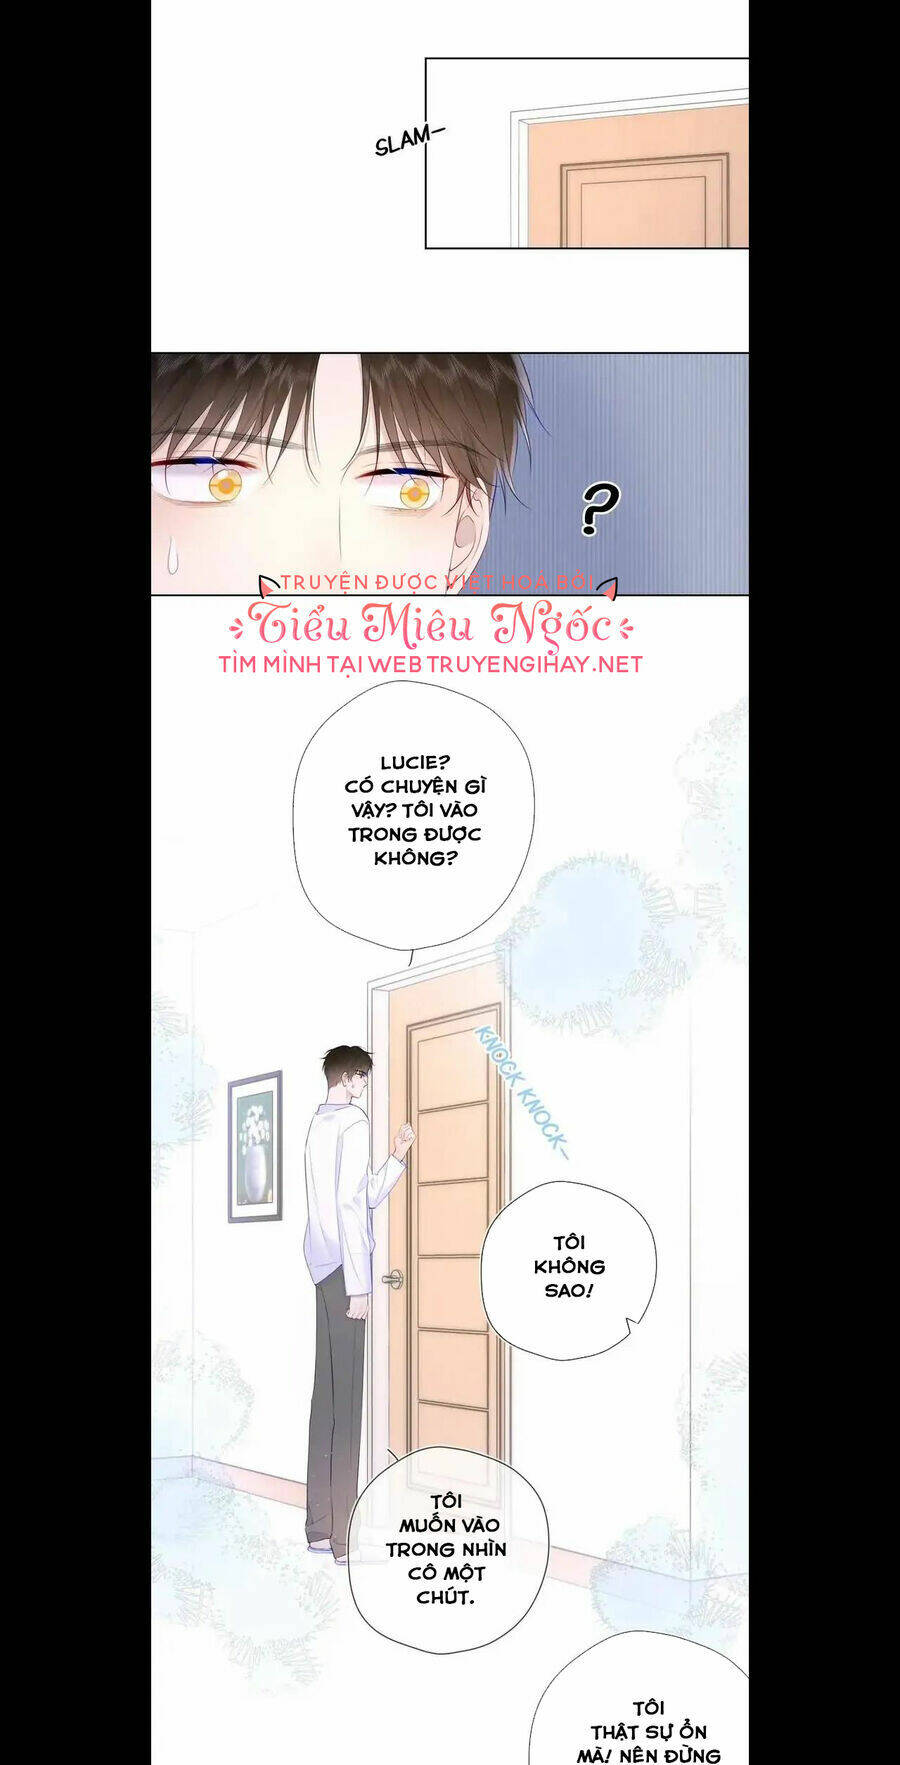 SLAM-
?
TRUYỆN ĐƯỢC VIỆT HOÁ BỞI
Tiểu Miêu Ngốc
TÌM MÌNH TẠI WEB TRUYENGIHAY.NET
LUCIE?
CÓ CHUYỆN GÌ
VẬY? TÔI VÀO
TRONG ĐƯỢC
KHÔNG?
KNOCK KNOCK-
TÔI
KHÔNG
SAO!
TÔI
MUỐN VÀO
TRONG NHÌN
CÔ MỘT
CHÚT.
TÔI
THẬT SỰ ỔN
MÀ! NÊN ĐỪNG